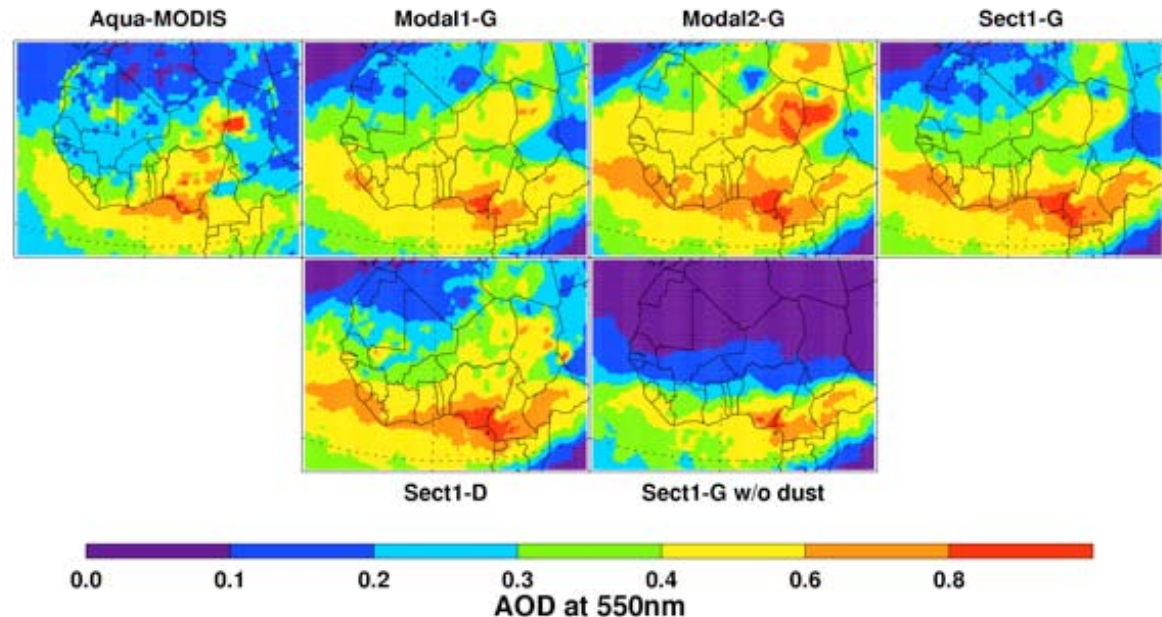 Aqua-MODIS Modal1-G Modal2-G Sect1-G
Sect1-D Sect1-G w/o dust
0.0 0.1 0.2 0.3 0.4 0.6 0.8
AOD at 550nm